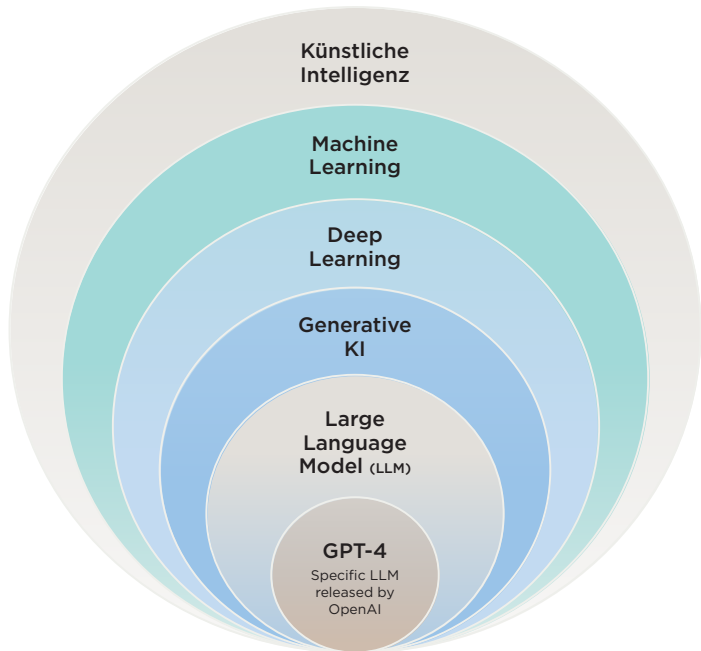 Künstliche
Intelligenz
Machine
Learning
Deep
Learning
Generative
KI
Large
Language
Model (LLM)
GPT-4
Specific LLM
released by
OpenAI